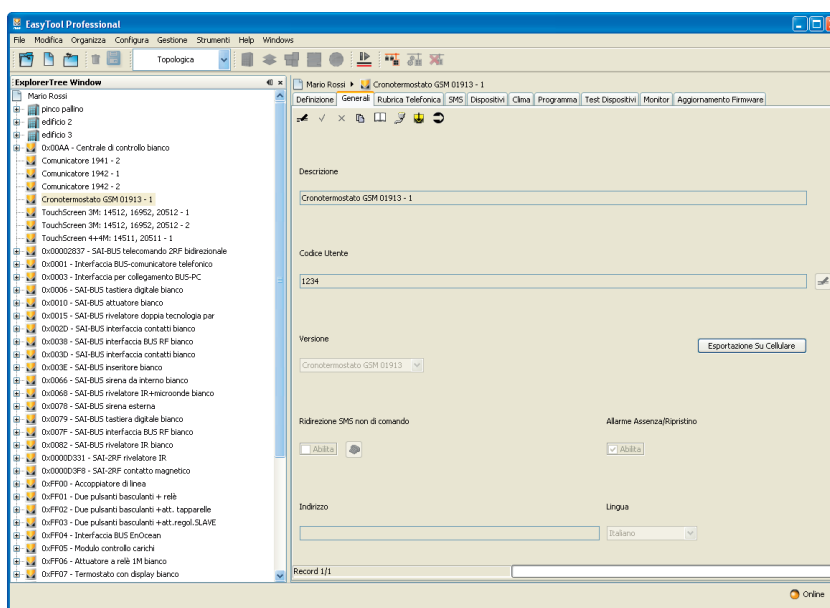 EasyTool Professional
File Modifica Organizza Configura Gestione Strumenti Help Windows
Topologica
ExplorerTree Window
Mario Rossi
pinco pallino
edificio 2
edificio 3
0x00AA - Centrale di controllo bianco
Comunicatore 1941 - 2
Comunicatore 1942 - 1
Comunicatore 1942 - 2
Cronotermostato GSM 01913 - 1
TouchScreen 3M: 14512, 16952, 20512 - 1
TouchScreen 3M: 14512, 16952, 20512 - 2
TouchScreen 4+4M: 14511, 20511 - 1
0x00002837 - SAI-BUS telecomando 2RF bidirezionale
0x0001 - Interfaccia BUS-comunicatore telefonico
0x0003 - Interfaccia per collegamento BUS-PC
0x0006 - SAI-BUS tastiera digitale bianco
0x0010 - SAI-BUS attuatore bianco
0x0015 - SAI-BUS rivelatore doppia tecnologia par
0x002D - SAI-BUS interfaccia contatti bianco
0x0038 - SAI-BUS interfaccia BUS RF bianco
0x003D - SAI-BUS interfaccia contatti bianco
0x003E - SAI-BUS inseritore bianco
0x0066 - SAI-BUS sirena da interno bianco
0x0068 - SAI-BUS rivelatore IR+microonde bianco
0x0078 - SAI-BUS sirena esterna
0x0079 - SAI-BUS tastiera digitale bianco
0x007F - SAI-BUS interfaccia BUS RF bianco
0x0082 - SAI-BUS rivelatore IR bianco
0x0000D331 - SAI-2RF rivelatore IR
0x0000D3F8 - SAI-2RF contatto magnetico
0xFF00 - Accoppiatore di linea
0xFF01 - Due pulsanti basculanti + relè
0xFF02 - Due pulsanti basculanti +att. tapparelle
0xFF03 - Due pulsanti basculanti +att.regol.SLAVE
0xFF04 - Interfaccia BUS EnOcean
0xFF05 - Modulo controllo carichi
0xFF06 - Attuatore a relè 1M bianco
0xFF07 - Termostato con display bianco
Mario Rossi Cronotermostato GSM 01913 - 1
Definizione Generali Rubrica Telefonica SMS Dispositivi Clima Programma Test Dispositivi Monitor Aggiornamento Firmware
Descrizione
Cronotermostato GSM 01913 - 1
Codice Utente
1234
Versione
Esportazione Su Cellulare
Cronotermostato GSM 01913
Ridirezione SMS non di comando Allarme Assenza/Ripristino
Abilita Abilita
Indirizzo Lingua
Italiano
Record 1/1
Online